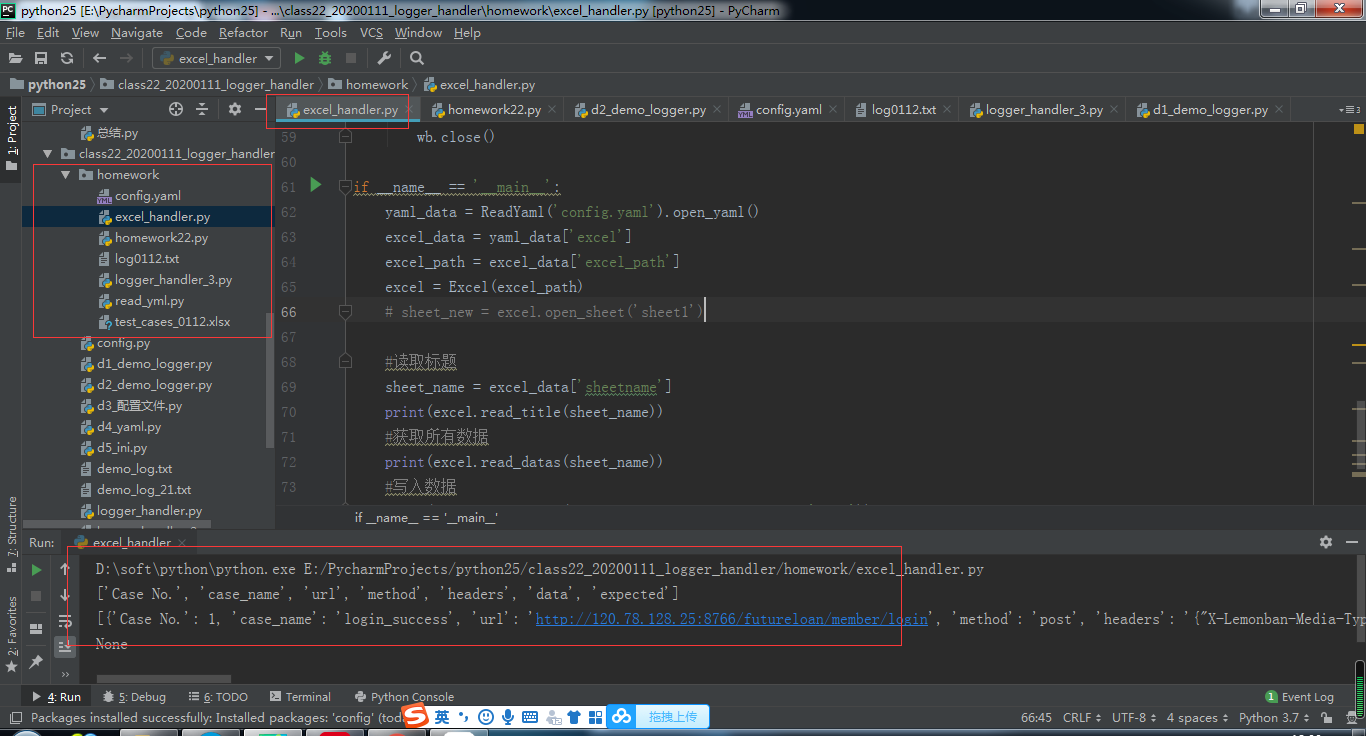 python25 [E:\PycharmProjects\python25] - ...\class22_20200111_logger_handler\homework\excel_handler.py [python25] - PyCharm
File Edit View Navigate Code Refactor Run Tools VCS Window Help
excel_handler
python25 class22_20200111_logger_handler homework excel_handler.py
Project
excel_handler.py homework22.py d2_demo_logger.py config.yaml log0112.txt logger_handler_3.py d1_demo_logger.py
1: Project
7: Structure
2: Favorites
总结.py
class22_20200111_logger_handler
homework
config.yaml
excel_handler.py
homework22.py
log0112.txt
logger_handler_3.py
read_yml.py
test_cases_0112.xlsx
config.py
d1_demo_logger.py
d2_demo_logger.py
d3_配置文件.py
d4_yaml.py
d5_ini.py
demo_log.txt
demo_log_21.txt
logger_handler.py
59 wb.close()
60
61 if __name__ == '__main__':
62 yaml_data = ReadYaml('config.yaml').open_yaml()
63 excel_data = yaml_data['excel']
64 excel_path = excel_data['excel_path']
65 excel = Excel(excel_path)
66 # sheet_new = excel.open_sheet('sheet1')
67
68 #读取标题
69 sheet_name = excel_data['sheetname']
70 print(excel.read_title(sheet_name))
71 #获取所有数据
72 print(excel.read_datas(sheet_name))
73 #写入数据
if __name__ == '__main__'
Run: excel_handler
D:\soft\python\python.exe E:/PycharmProjects/python25/class22_20200111_logger_handler/homework/excel_handler.py
['Case No.', 'case_name', 'url', 'method', 'headers', 'data', 'expected']
[{'Case No.': 1, 'case_name': 'login_success', 'url': 'http://120.78.128.25:8766/futureloan/member/login', 'method': 'post', 'headers': '{"X-Lemonban-Media-Typ
None
4: Run 5: Debug 6: TODO Terminal Python Console 1 Event Log
Packages installed successfully: Installed packages: 'config' (toda
英 拖拽上传
66:45 CRLF UTF-8 4 spaces Python 3.7